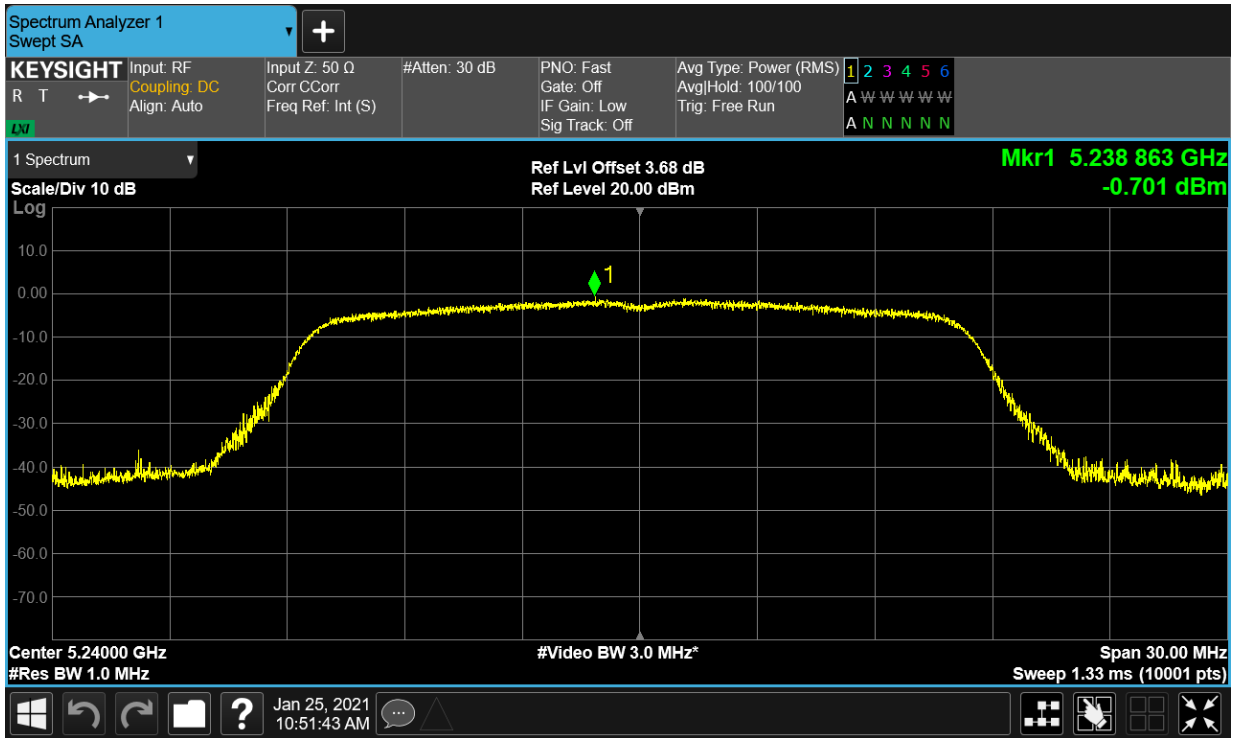 Spectrum Analyzer 1
Swept SA
KEYSIGHT
R T
LXI
Input: RF
Coupling: DC
Align: Auto
Input Z: 50 Ω
Corr CCorr
Freq Ref: Int (S)
#Atten: 30 dB
PNO: Fast
Gate: Off
IF Gain: Low
Sig Track: Off
Avg Type: Power (RMS)
Avg|Hold: 100/100
Trig: Free Run
1 2 3 4 5 6
A W W W W W
A N N N N N
1 Spectrum
Scale/Div 10 dB
Log
Ref Lvl Offset 3.68 dB
Ref Level 20.00 dBm
Mkr1 5.238 863 GHz
-0.701 dBm
1
10.0
0.00
-10.0
-20.0
-30.0
-40.0
-50.0
-60.0
-70.0
Center 5.24000 GHz
#Res BW 1.0 MHz
#Video BW 3.0 MHz*
Span 30.00 MHz
Sweep 1.33 ms (10001 pts)
?
Jan 25, 2021
10:51:43 AM